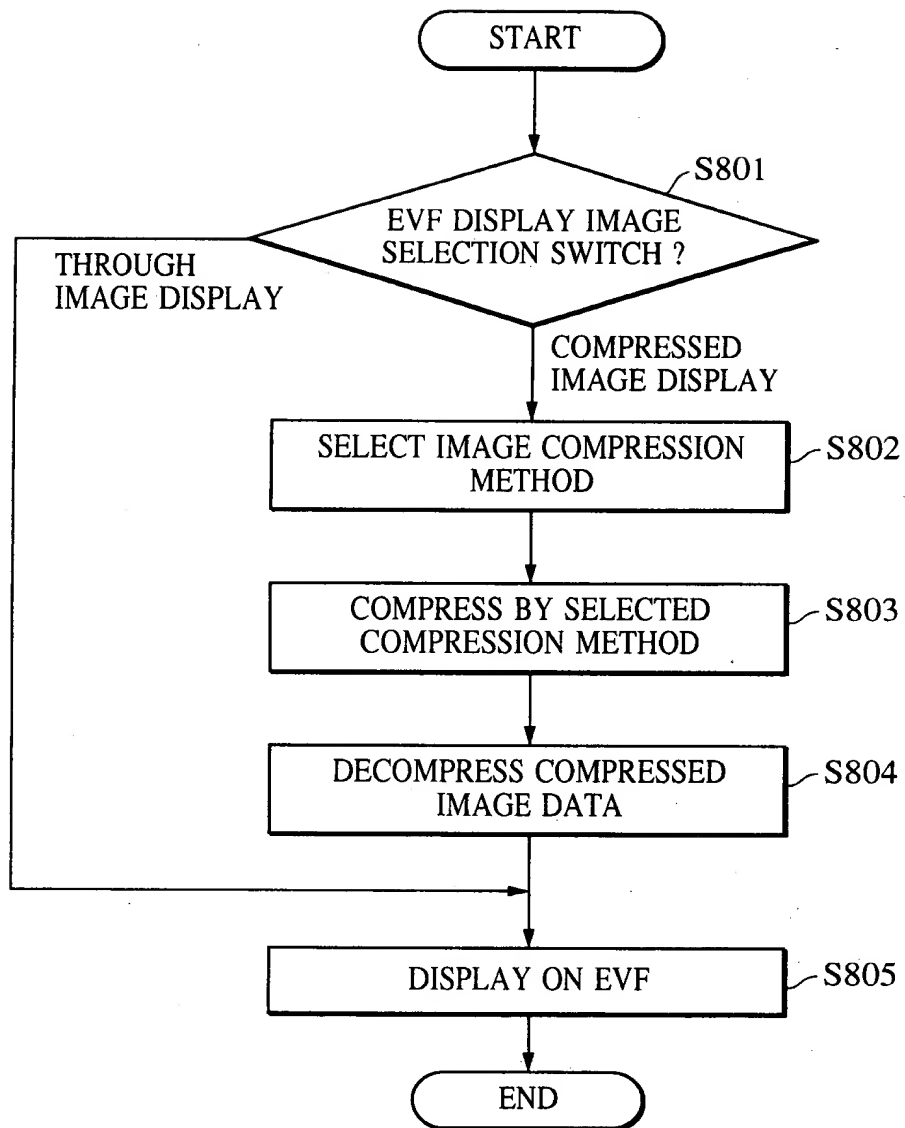 START
S801
EVF DISPLAY IMAGE
SELECTION SWITCH ?
THROUGH
IMAGE DISPLAY
COMPRESSED
IMAGE DISPLAY
SELECT IMAGE COMPRESSION
METHOD
S802
COMPRESS BY SELECTED
COMPRESSION METHOD
S803
DECOMPRESS COMPRESSED
IMAGE DATA
S804
DISPLAY ON EVF
S805
END